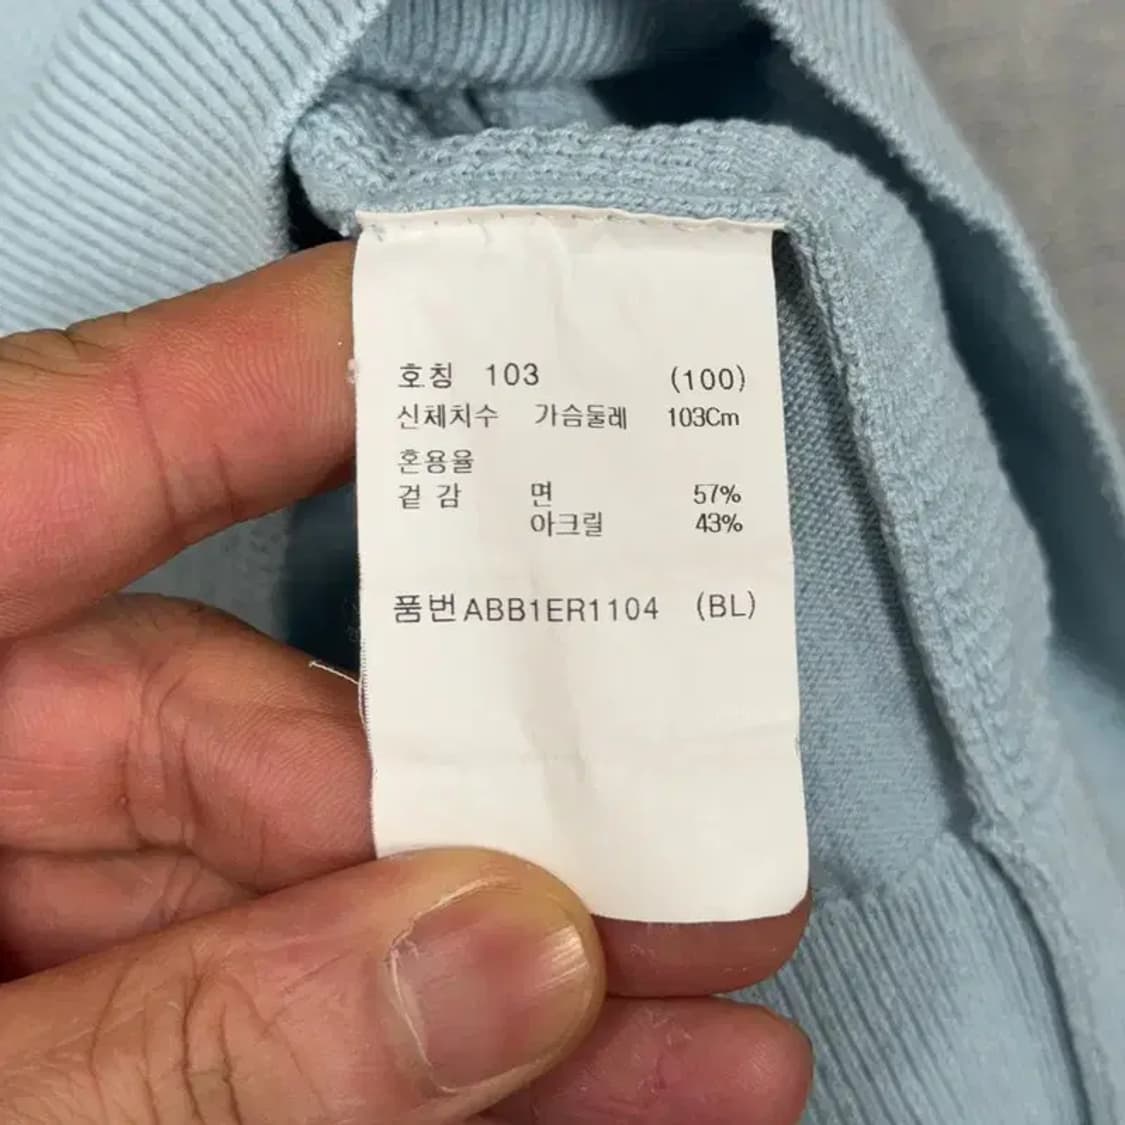 호칭 103 (100)
신체치수 가슴둘레 103Cm
혼용율
겉 감 면 57%
아크릴 43%
품번ABB1ER1104 (BL)